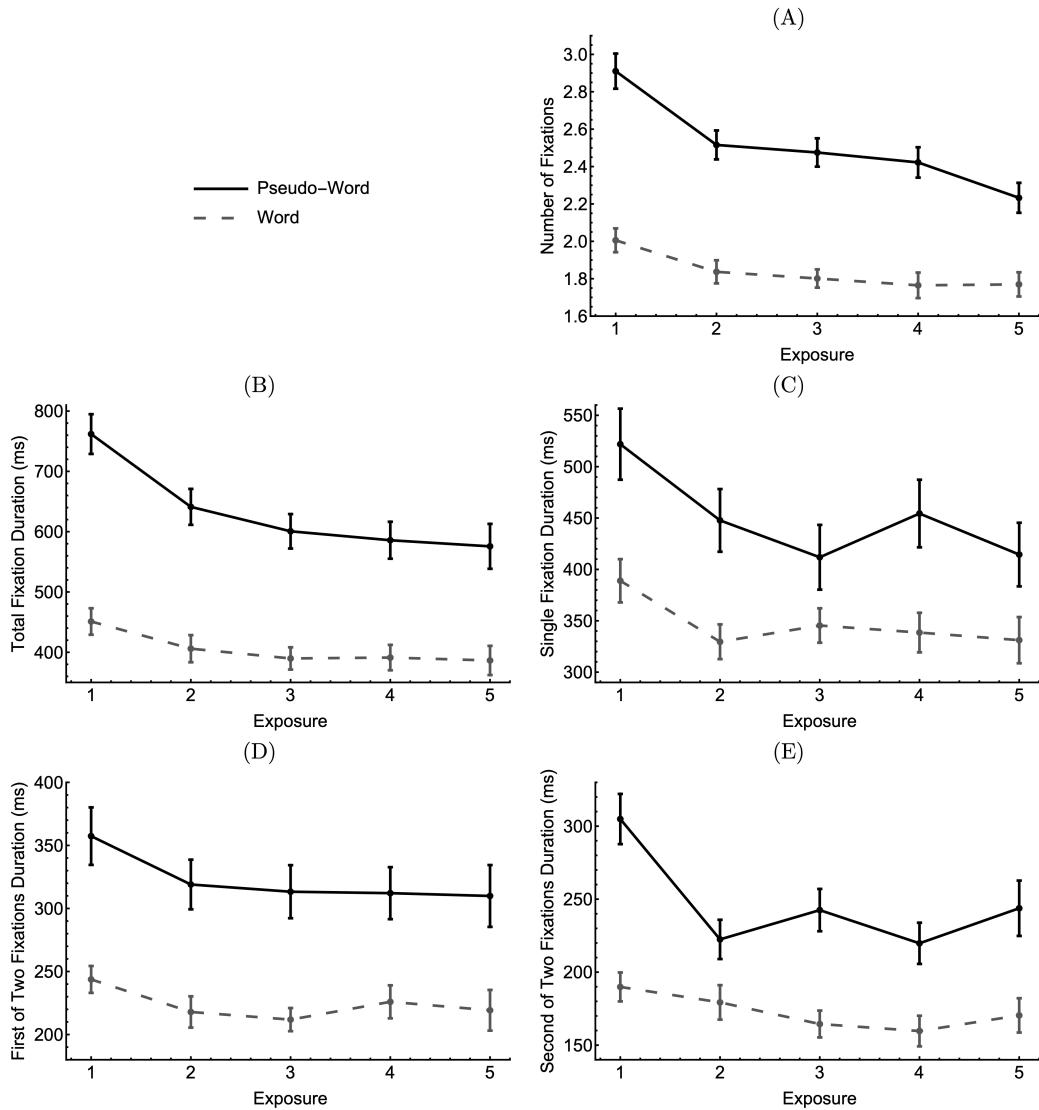 (A)
Number of Fixations
3.0
2.8
2.6
2.4
2.2
2.0
1.8
1.6
1 2 3 4 5
Exposure
Pseudo-Word
Word
(B)
Total Fixation Duration (ms)
800
700
600
500
400
1 2 3 4 5
Exposure
(C)
Single Fixation Duration (ms)
550
500
450
400
350
300
1 2 3 4 5
Exposure
(D)
First of Two Fixations Duration (ms)
400
350
300
250
200
1 2 3 4 5
Exposure
(E)
Second of Two Fixations Duration (ms)
300
250
200
150
1 2 3 4 5
Exposure